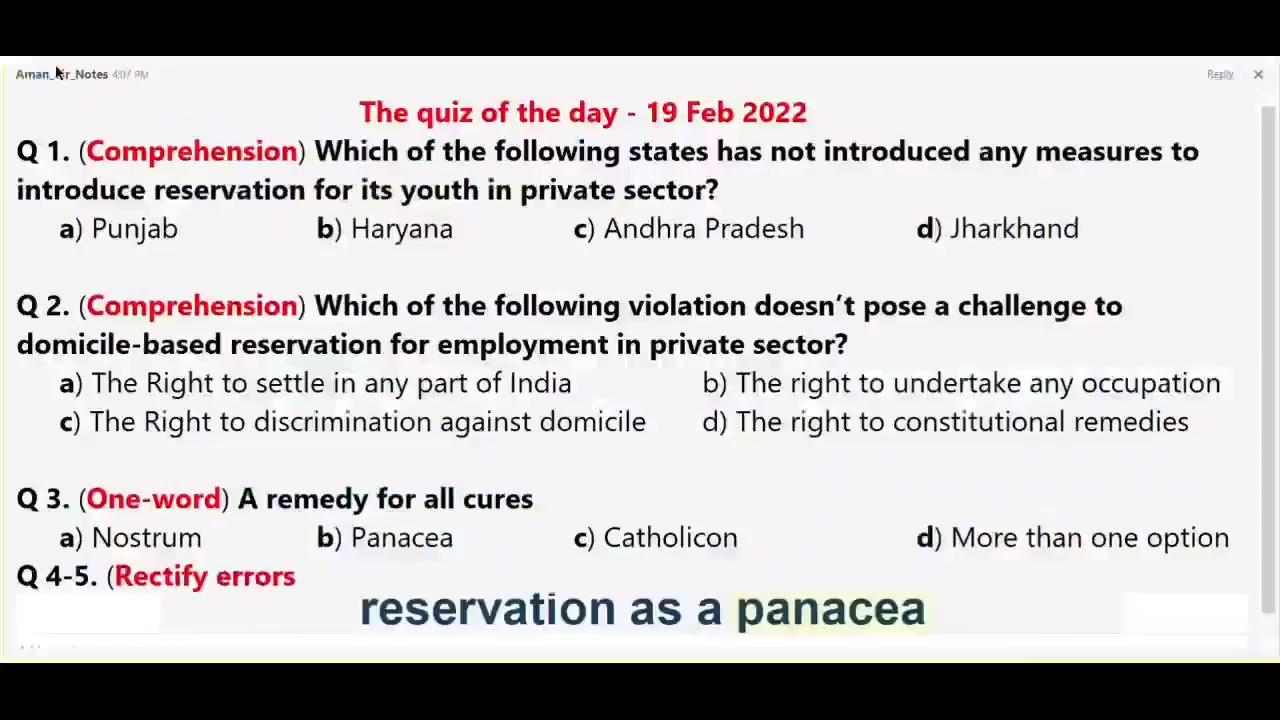 Aman_Sir_Notes 4:07 PM Reply
The quiz of the day - 19 Feb 2022
Q 1. (Comprehension) Which of the following states has not introduced any measures to
introduce reservation for its youth in private sector?
a) Punjab b) Haryana c) Andhra Pradesh d) Jharkhand
Q 2. (Comprehension) Which of the following violation doesn’t pose a challenge to
domicile-based reservation for employment in private sector?
a) The Right to settle in any part of India b) The right to undertake any occupation
c) The Right to discrimination against domicile d) The right to constitutional remedies
Q 3. (One-word) A remedy for all cures
a) Nostrum b) Panacea c) Catholicon d) More than one option
Q 4-5. (Rectify errors
reservation as a panacea